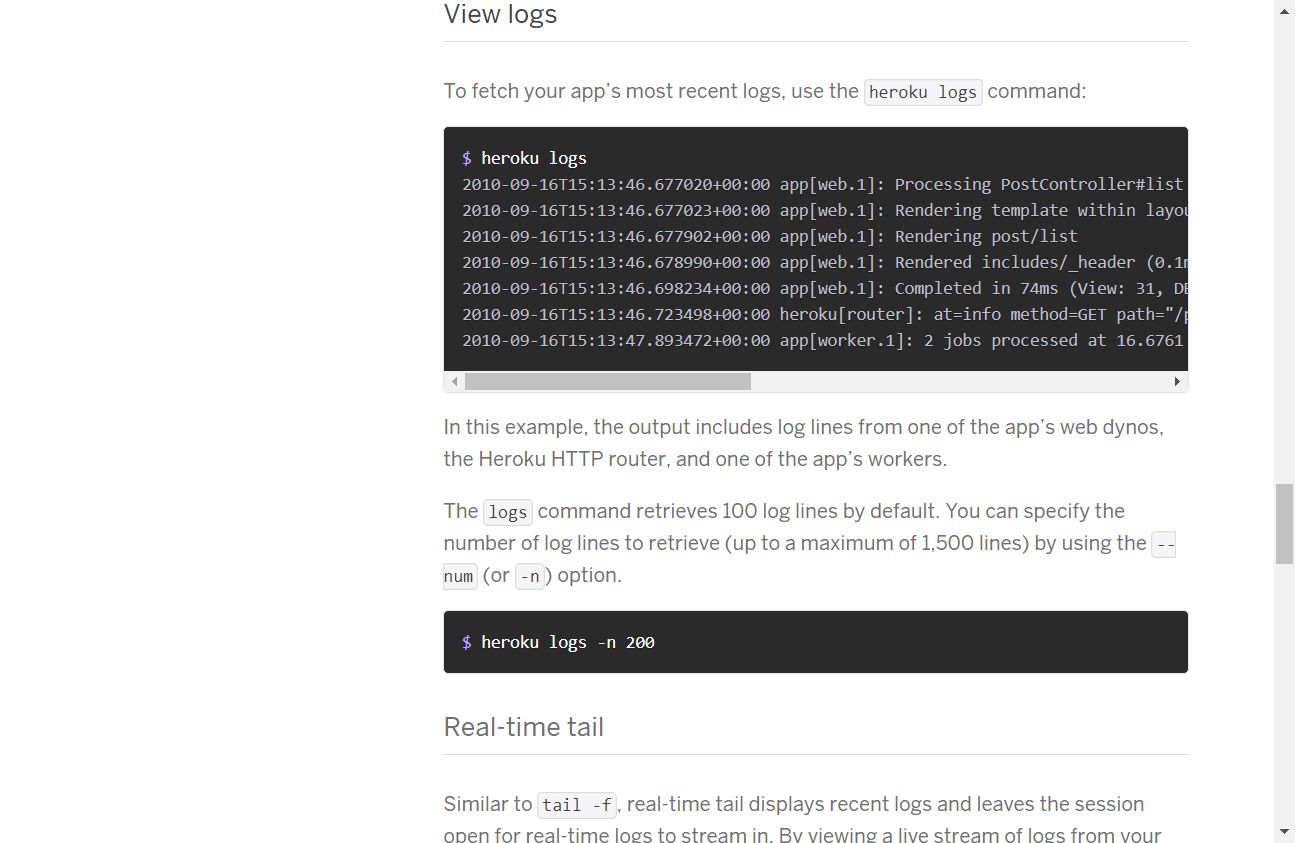 View logs
To fetch your app’s most recent logs, use the heroku logs command:
$ heroku logs
2010-09-16T15:13:46.677020+00:00 app[web.1]: Processing PostController#list
2010-09-16T15:13:46.677023+00:00 app[web.1]: Rendering template within layou
2010-09-16T15:13:46.677902+00:00 app[web.1]: Rendering post/list
2010-09-16T15:13:46.678990+00:00 app[web.1]: Rendered includes/_header (0.1m
2010-09-16T15:13:46.698234+00:00 app[web.1]: Completed in 74ms (View: 31, DB
2010-09-16T15:13:46.723498+00:00 heroku[router]: at=info method=GET path="/p
2010-09-16T15:13:47.893472+00:00 app[worker.1]: 2 jobs processed at 16.6761
In this example, the output includes log lines from one of the app’s web dynos,
the Heroku HTTP router, and one of the app’s workers.
The logs command retrieves 100 log lines by default. You can specify the
number of log lines to retrieve (up to a maximum of 1,500 lines) by using the --
num (or -n) option.
$ heroku logs -n 200
Real-time tail
Similar to tail -f, real-time tail displays recent logs and leaves the session
open for real-time logs to stream in. By viewing a live stream of logs from your